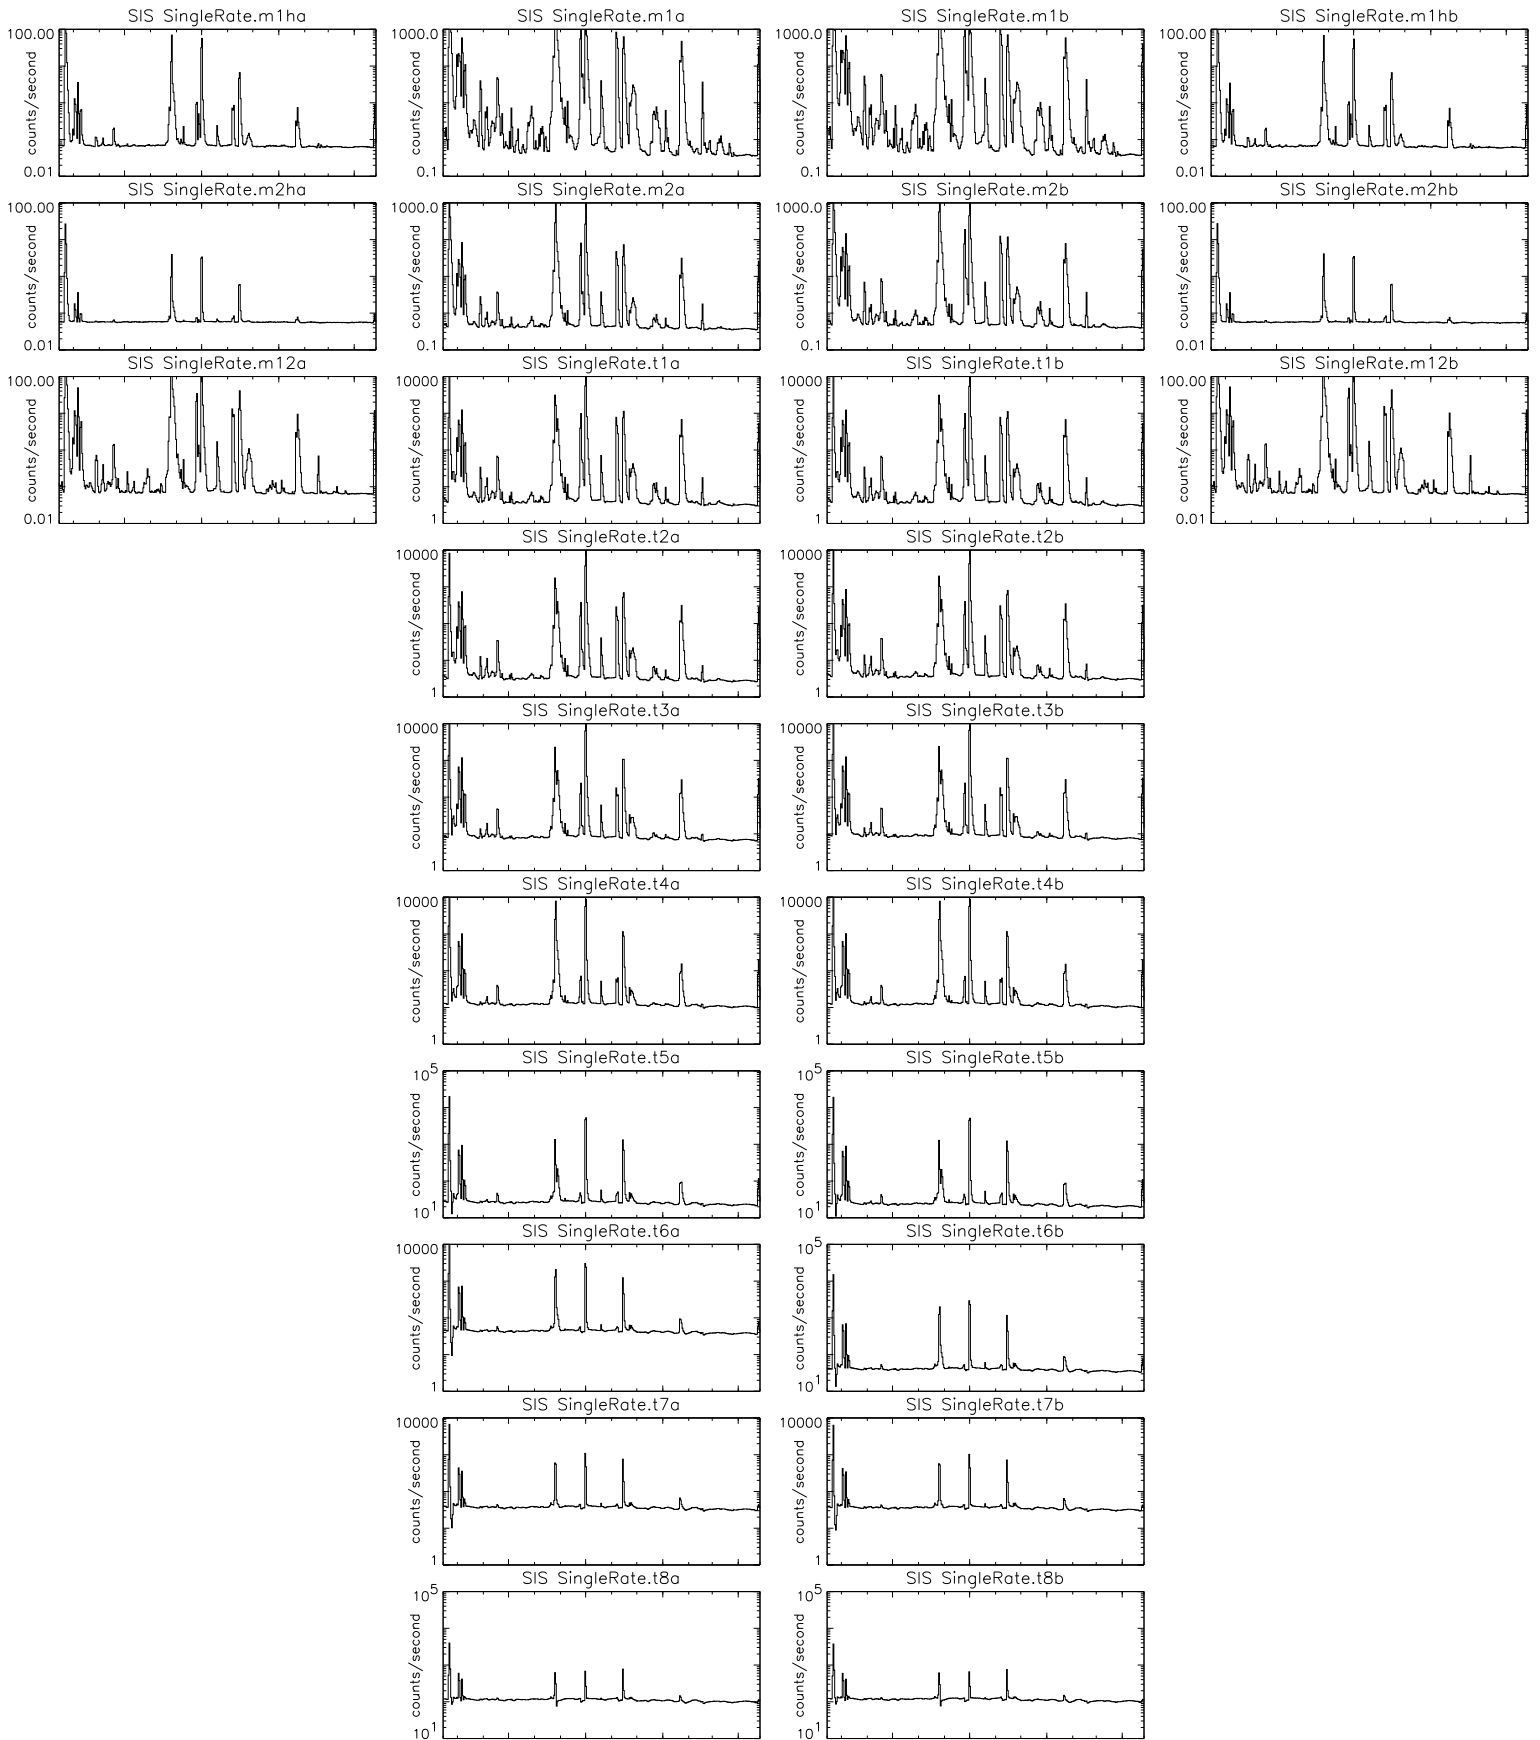 SIS SingleRate.m1ha
100.00
counts/second
0.01
SIS SingleRate.m1a
1000.0
counts/second
0.1
SIS SingleRate.m1b
1000.0
counts/second
0.1
SIS SingleRate.m1hb
100.00
counts/second
0.01
SIS SingleRate.m2ha
100.00
counts/second
0.01
SIS SingleRate.m2a
1000.0
counts/second
0.1
SIS SingleRate.m2b
1000.0
counts/second
0.1
SIS SingleRate.m2hb
100.00
counts/second
0.01
SIS SingleRate.m12a
100.00
counts/second
0.01
SIS SingleRate.t1a
10000
counts/second
1
SIS SingleRate.t1b
10000
counts/second
1
SIS SingleRate.m12b
100.00
counts/second
0.01
SIS SingleRate.t2a
10000
counts/second
1
SIS SingleRate.t2b
10000
counts/second
1
SIS SingleRate.t3a
10000
counts/second
1
SIS SingleRate.t3b
10000
counts/second
1
SIS SingleRate.t4a
10000
counts/second
1
SIS SingleRate.t4b
10000
counts/second
1
SIS SingleRate.t5a
10^5
counts/second
10^1
SIS SingleRate.t5b
10^5
counts/second
10^1
SIS SingleRate.t6a
10000
counts/second
1
SIS SingleRate.t6b
10^5
counts/second
10^1
SIS SingleRate.t7a
10000
counts/second
1
SIS SingleRate.t7b
10000
counts/second
1
SIS SingleRate.t8a
10^5
counts/second
10^1
SIS SingleRate.t8b
10^5
counts/second
10^1